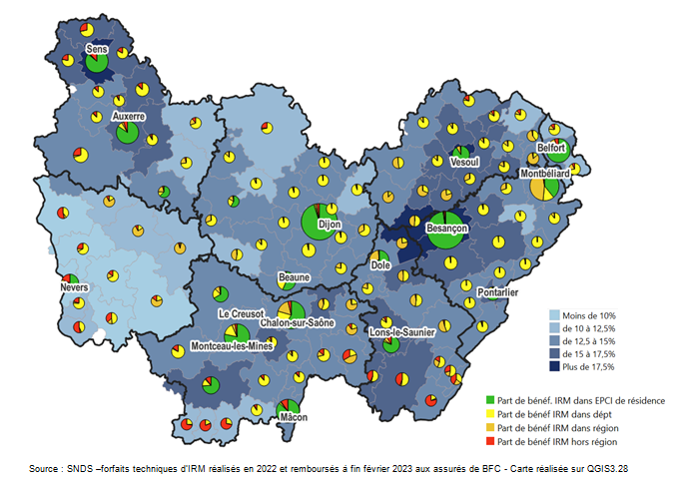 Sens
Auxerre
Vesoul
Belfort
Montbéliard
Dijon
Besançon
Dole
Beaune
Nevers
Pontarlier
Le Creusot
Chalon-sur-Saône
Lons-le-Saunier
Montceau-les-Mines
Mâcon
Moins de 10%
de 10 à 12,5%
de 12,5 à 15%
de 15 à 17,5%
Plus de 17,5%
Part de bénéf. IRM dans EPCI de résidence
Part de bénéf IRM dans dépt
Part de bénéf IRM dans région
Part de bénéf IRM hors région
Source : SNDS –forfaits techniques d'IRM réalisés en 2022 et remboursés à fin février 2023 aux assurés de BFC - Carte réalisée sur QGIS3.28